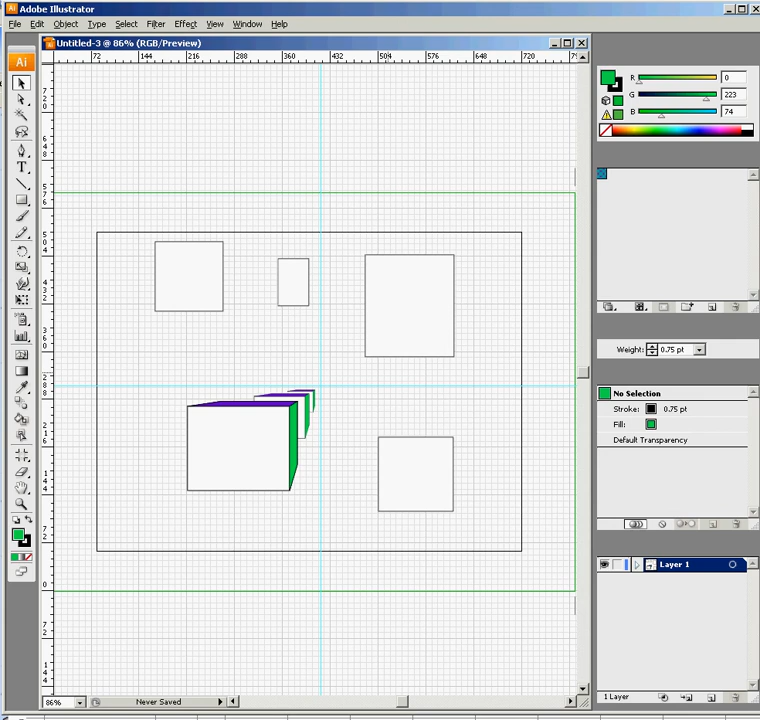 Adobe Illustrator
File Edit Object Type Select Filter Effect View Window Help
Untitled-3 @ 86% (RGB/Preview)
72 144 216 288 360 432 504 576 648 720
Ai
R 0
G 223
B 74
Weight: 0.75 pt
No Selection
Stroke: 0.75 pt
Fill:
Default Transparency
Layer 1
1 Layer
86% Never Saved